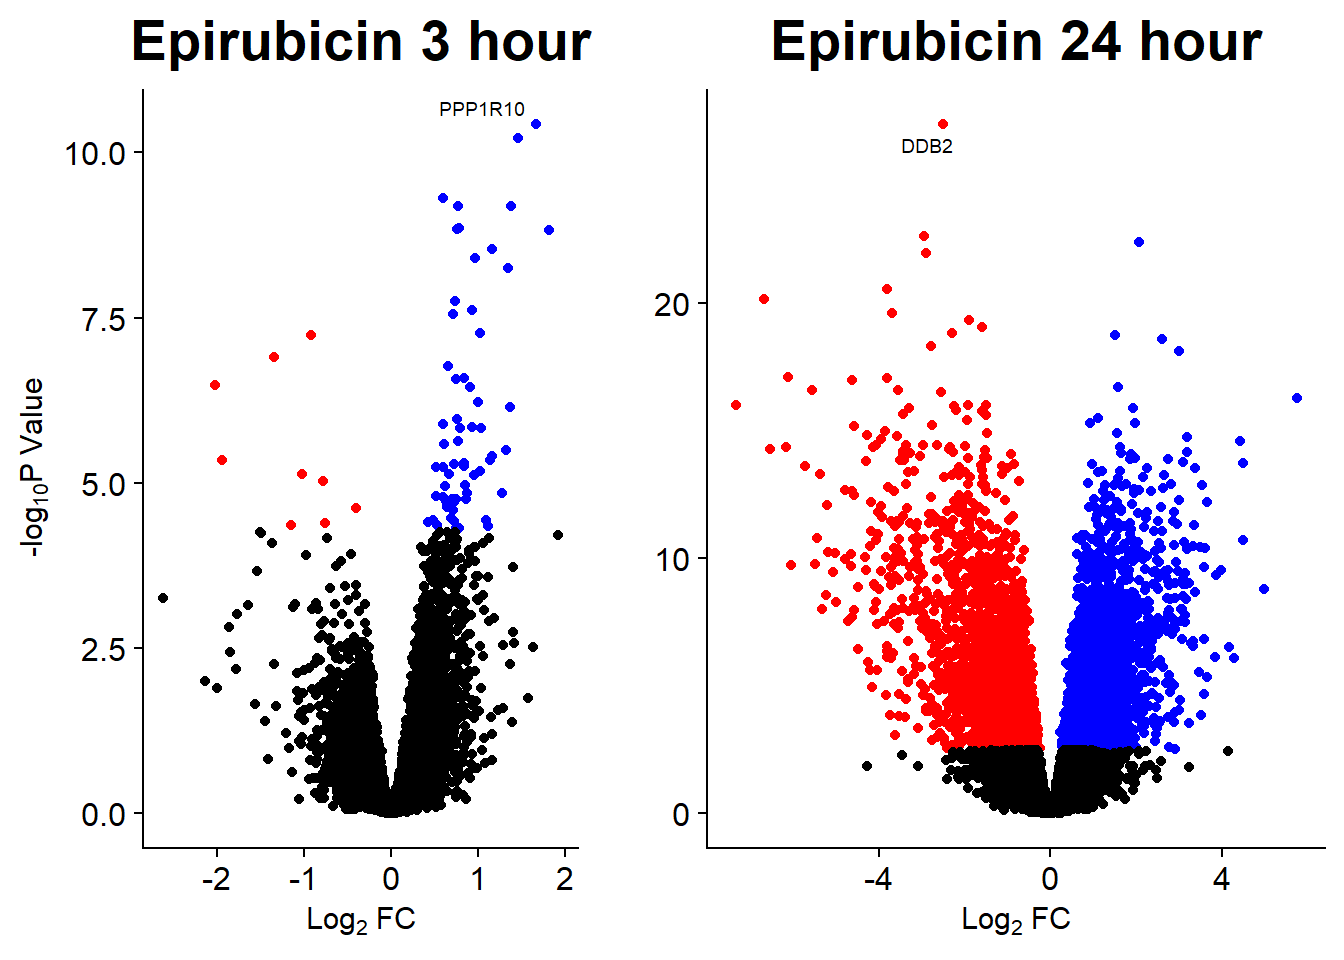 Epirubicin 3 hour
PPP1R10
10.0
7.5
5.0
2.5
0.0
-log10P Value
-2 -1 0 1 2
Log2 FC
Epirubicin 24 hour
DDB2
20
10
0
-4 0 4
Log2 FC